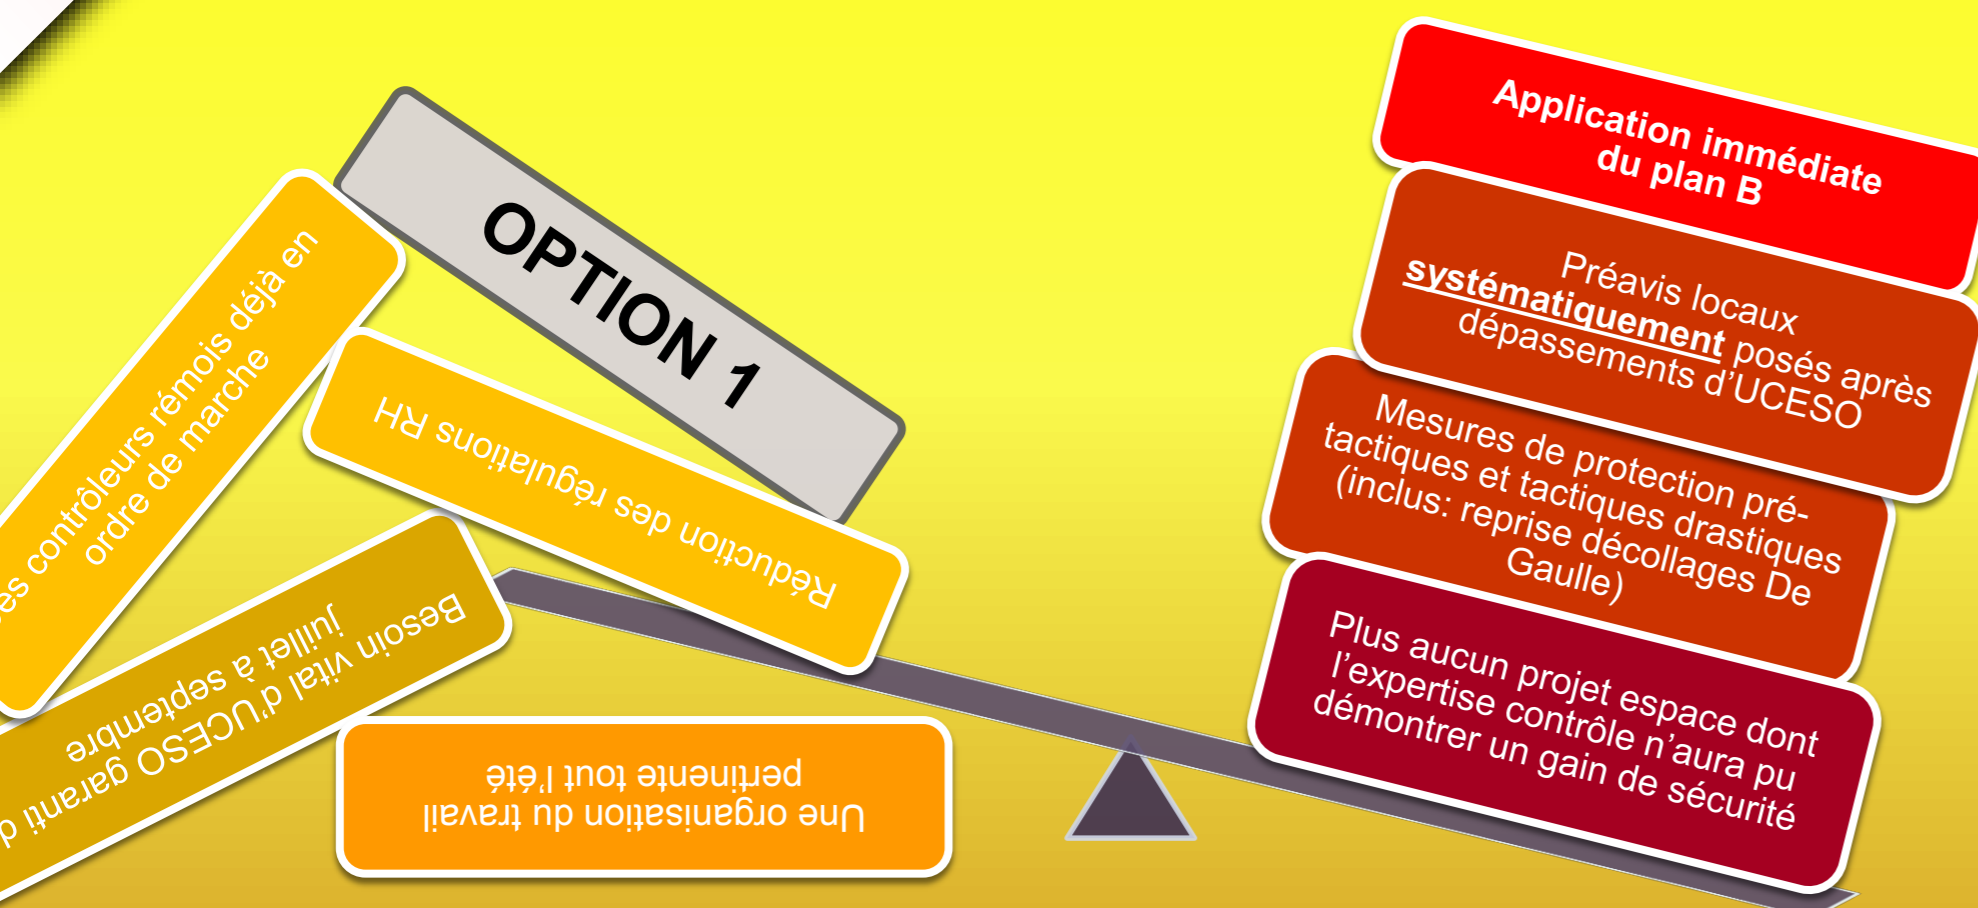 OPTION 1
contrôleurs rémois déjà en
ordre de marche
Réduction des régulations RH
Besoin vital d'UCESO garanti
juillet à septembre
Une organisation du travail
pertinente tout l'été
Application immédiate
du plan B
Préavis locaux
systématiquement posés après
dépassements d'UCESO
Mesures de protection pré-
tactiques et tactiques drastiques
(inclus: reprise décollages De
Gaulle)
Plus aucun projet espace dont
l'expertise contrôle n'aura pu
démontrer un gain de sécurité